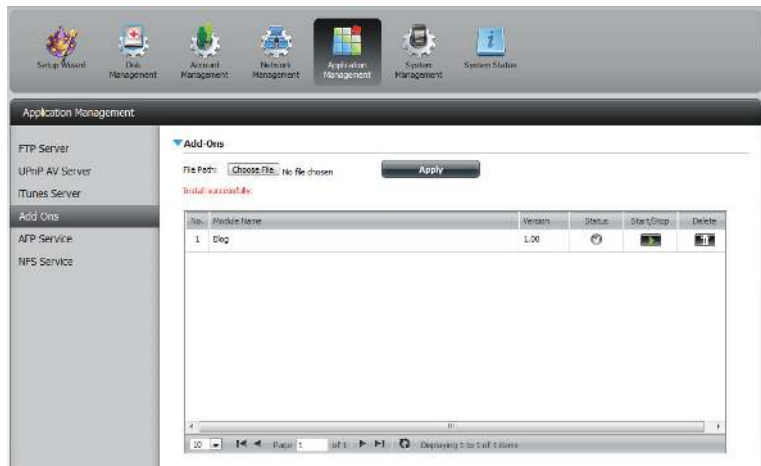 Setup Wizard
Disk Management
Account Management
Network Management
Application Management
System Management
System Status
Application Management
FTP Server
UPnP AV Server
iTunes Server
Add Ons
AFP Service
NFS Service
Add-Ons
File Path: Choose File No file chosen Apply
Install successfully.
No. Module Name Version Status Start/Stop Delete
1 Blog 1.00
10 Page 1 of 1 Displaying 1 to 1 of 1 items